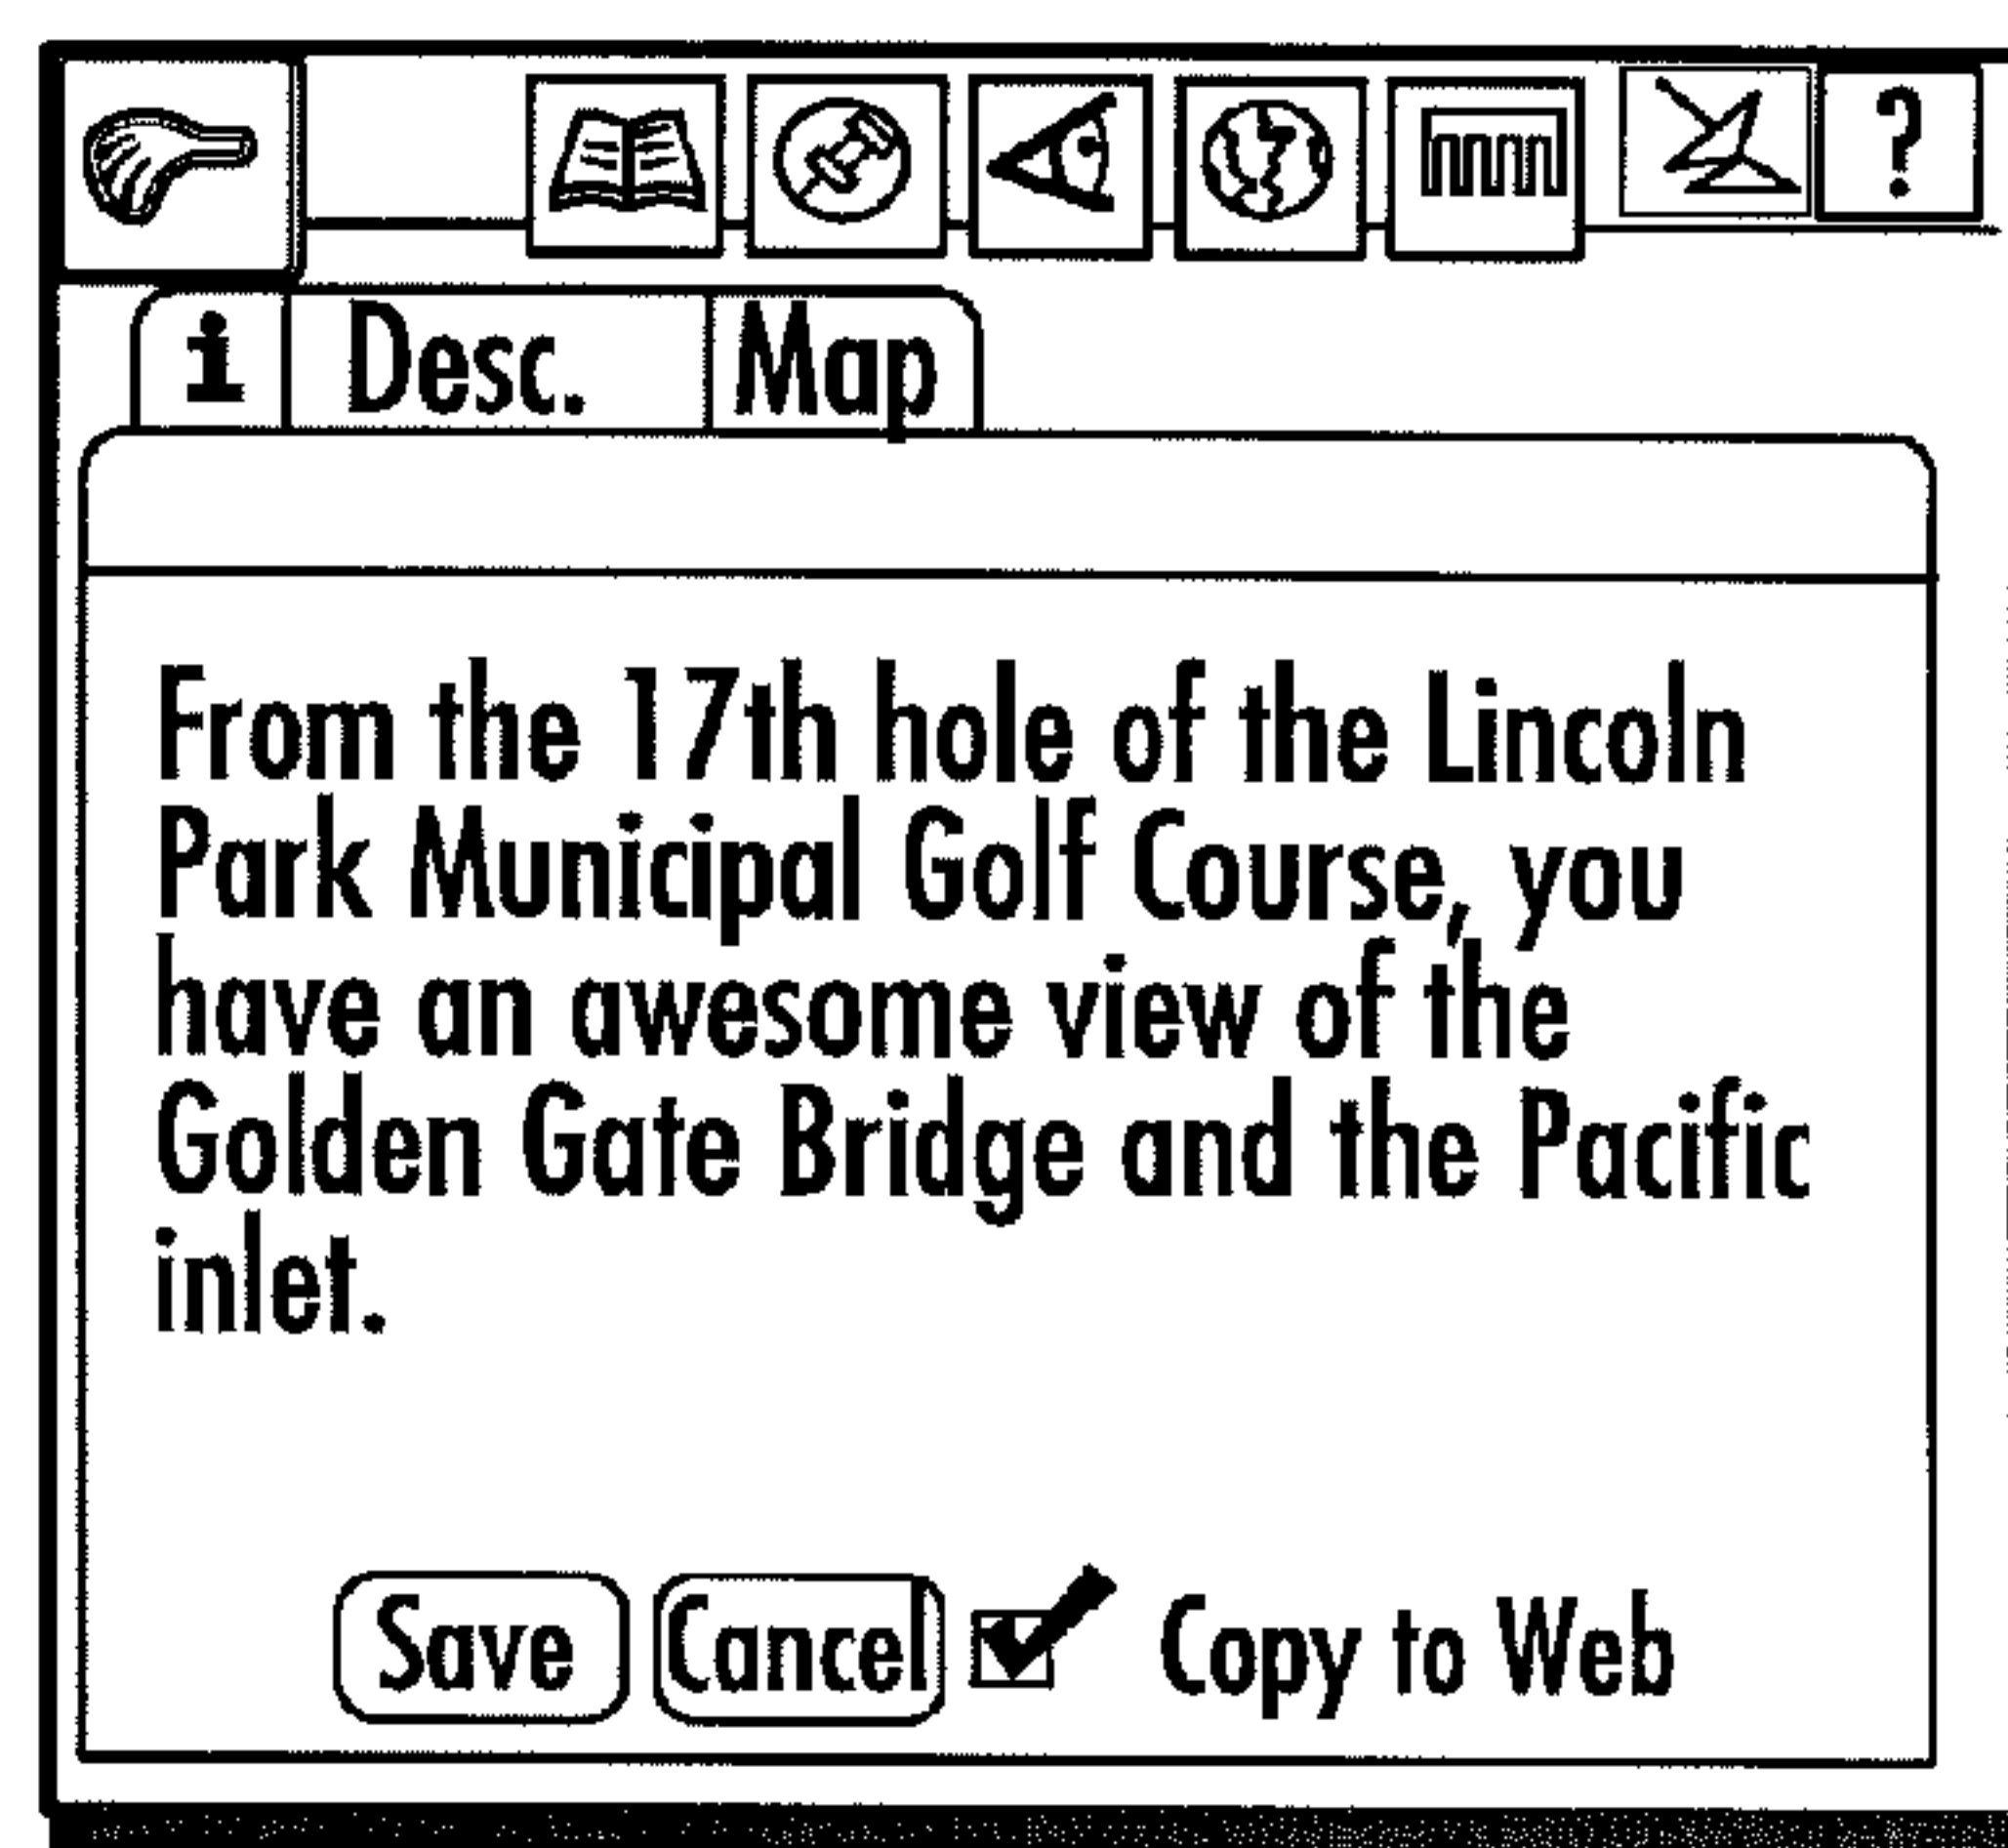 ?
i Desc. Map
From the 17th hole of the Lincoln
Park Municipal Golf Course, you
have an awesome view of the
Golden Gate Bridge and the Pacific
inlet.
Save Cancel Copy to Web